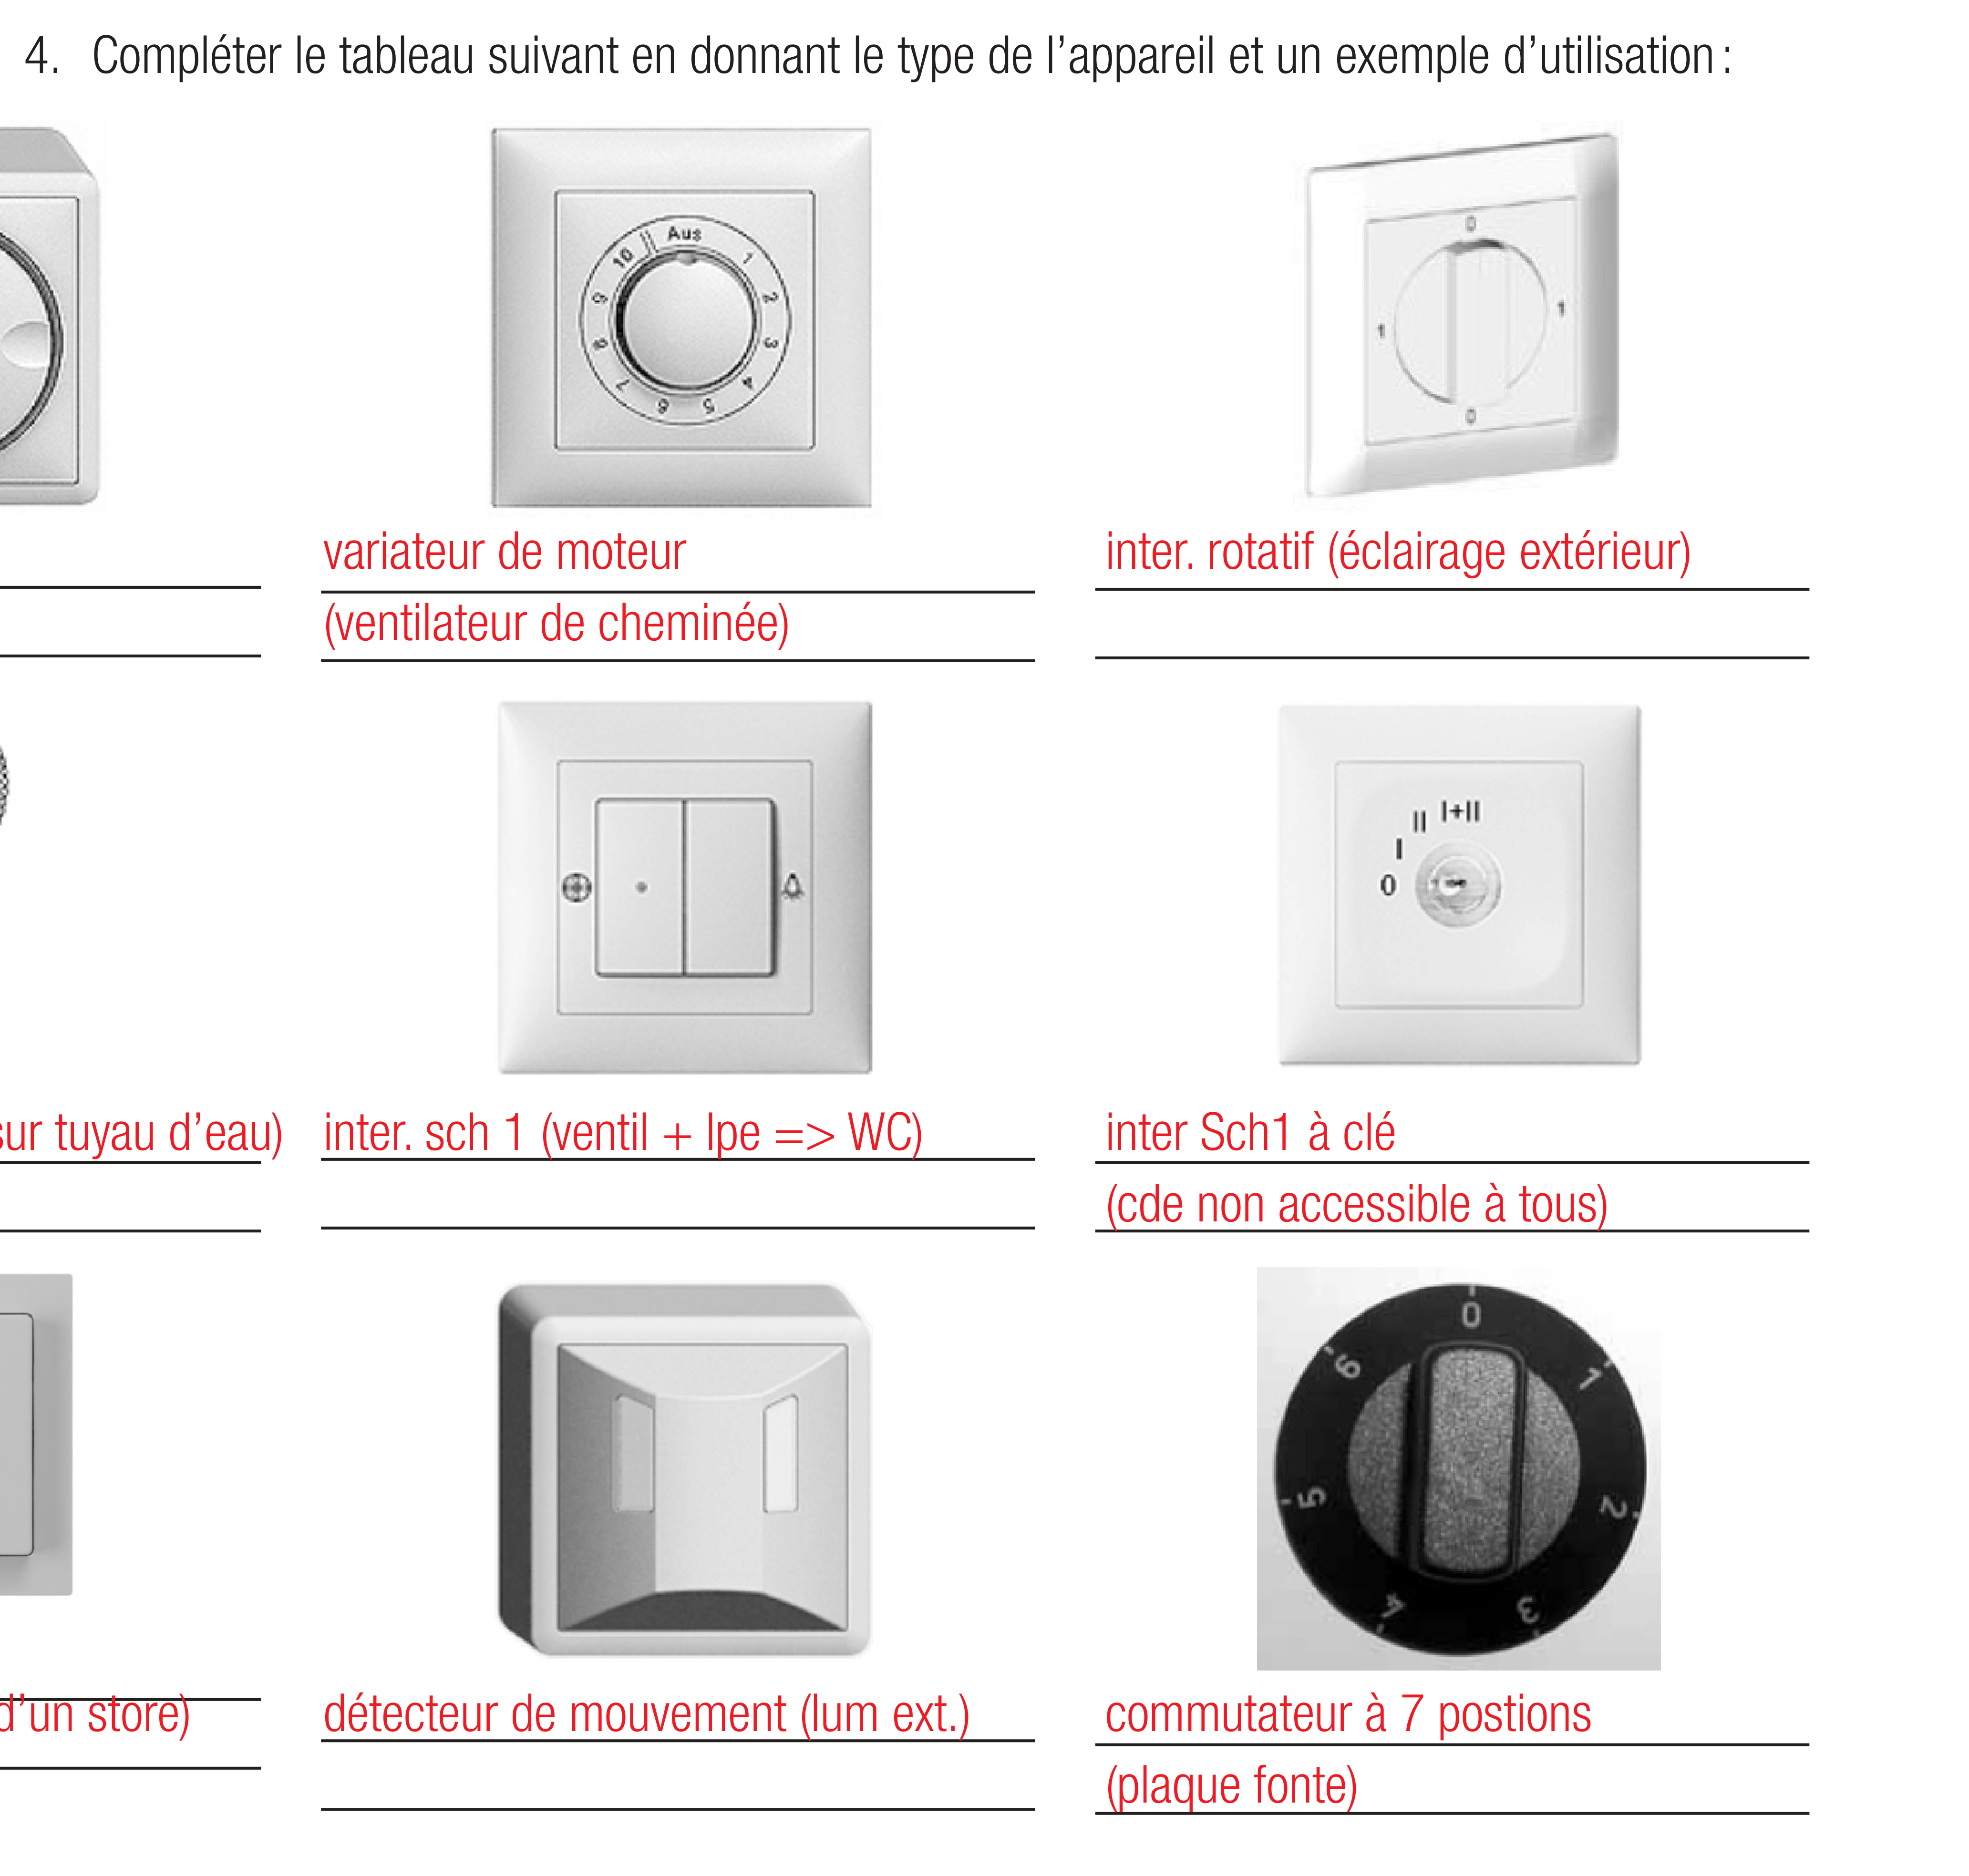 4. Compléter le tableau suivant en donnant le type de l’appareil et un exemple d’utilisation :
Aus
1
2
3
4
5
6
7
8
9
10
0
1
1
0
variateur de moteur
(ventilateur de cheminée)
inter. rotatif (éclairage extérieur)
0
I
II
I+II
sur tuyau d’eau)
inter. sch 1 (ventil + lpe => WC)
inter Sch1 à clé
(cde non accessible à tous)
0
1
2
3
4
5
6
d’un store)
détecteur de mouvement (lum ext.)
commutateur à 7 postions
(plaque fonte)